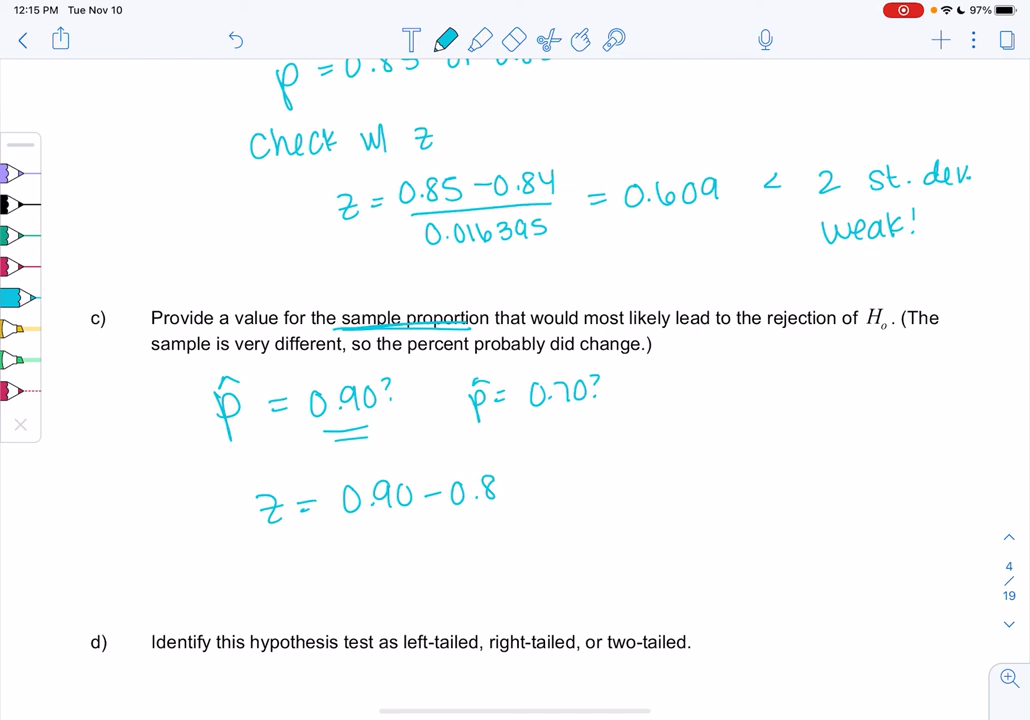 12:15 PM Tue Nov 10
97%
T
p = 0.85
Check w/ z
z = 0.85 - 0.84 / 0.016395 = 0.609 < 2 st. dev.
weak!
c) Provide a value for the sample proportion that would most likely lead to the rejection of H₀. (The
sample is very different, so the percent probably did change.)
p̂ = 0.90? p̂ = 0.70?
z = 0.90 - 0.8
4
/
19
d) Identify this hypothesis test as left-tailed, right-tailed, or two-tailed.